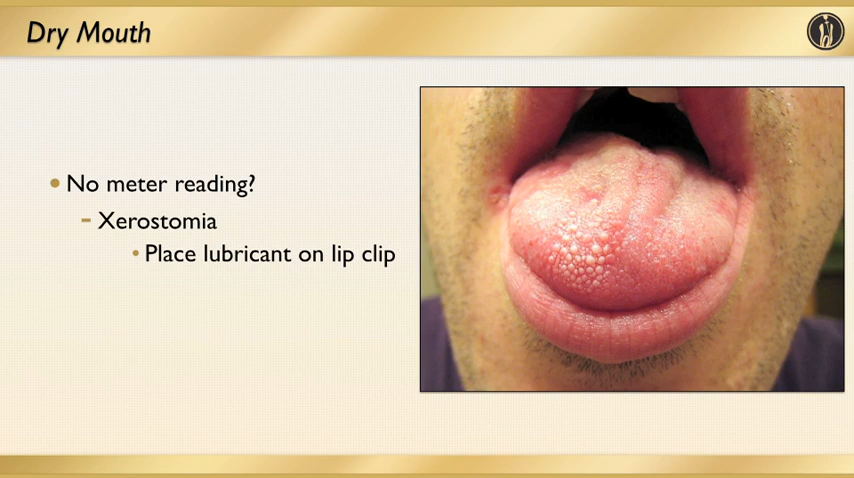 Dry Mouth
• No meter reading?
- Xerostomia
• Place lubricant on lip clip